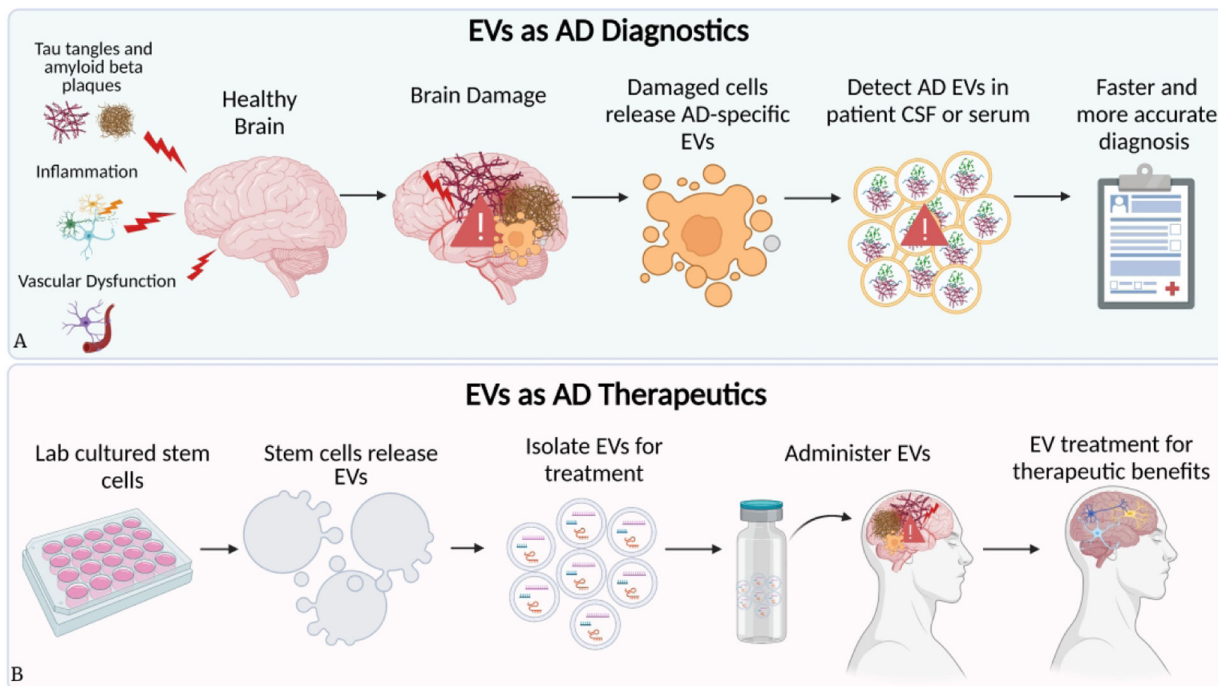 EVs as AD Diagnostics
Tau tangles and
amyloid beta
plaques
Inflammation
Vascular Dysfunction
Healthy
Brain
Brain Damage
Damaged cells
release AD-specific
EVs
Detect AD EVs in
patient CSF or serum
Faster and
more accurate
diagnosis
A
EVs as AD Therapeutics
Lab cultured stem
cells
Stem cells release
EVs
Isolate EVs for
treatment
Administer EVs
EV treatment for
therapeutic benefits
B